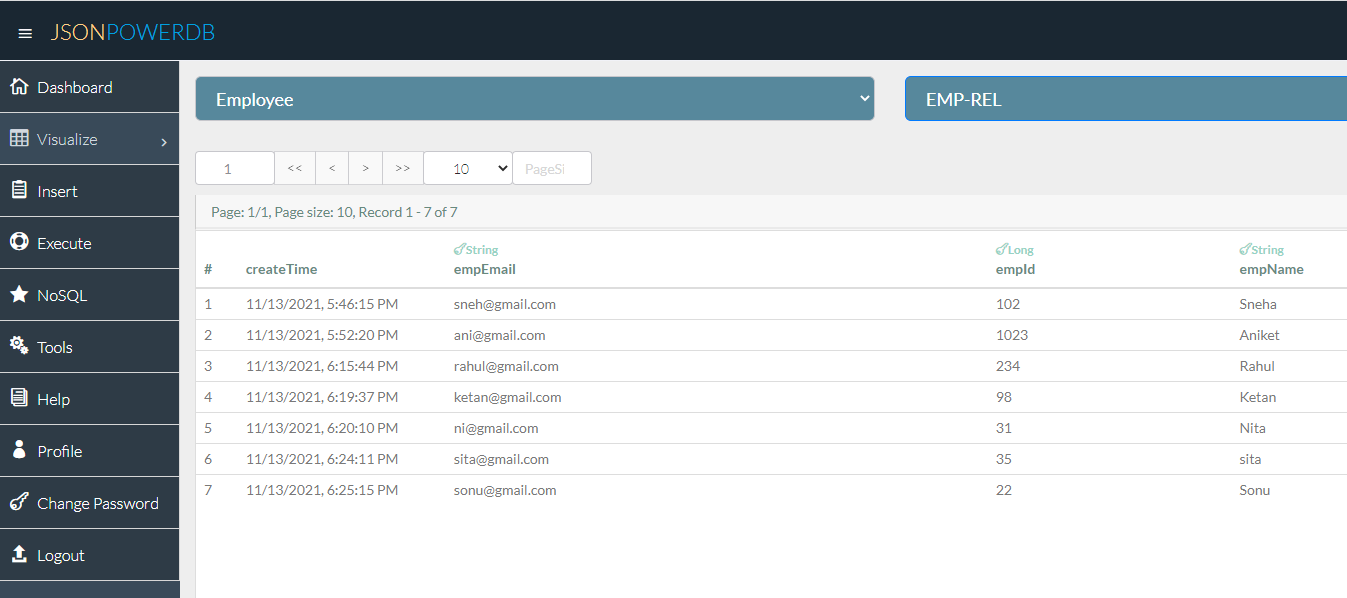 JSONPOWERDB
Dashboard
Visualize
Insert
Execute
NoSQL
Tools
Help
Profile
Change Password
Logout
Employee EMP-REL
1 << < > >> 10
Page: 1/1, Page size: 10, Record 1 - 7 of 7
String Long String
# createTime empEmail empId empName
1 11/13/2021, 5:46:15 PM sneh@gmail.com 102 Sneha
2 11/13/2021, 5:52:20 PM ani@gmail.com 1023 Aniket
3 11/13/2021, 6:15:44 PM rahul@gmail.com 234 Rahul
4 11/13/2021, 6:19:37 PM ketan@gmail.com 98 Ketan
5 11/13/2021, 6:20:10 PM ni@gmail.com 31 Nita
6 11/13/2021, 6:24:11 PM sita@gmail.com 35 sita
7 11/13/2021, 6:25:15 PM sonu@gmail.com 22 Sonu